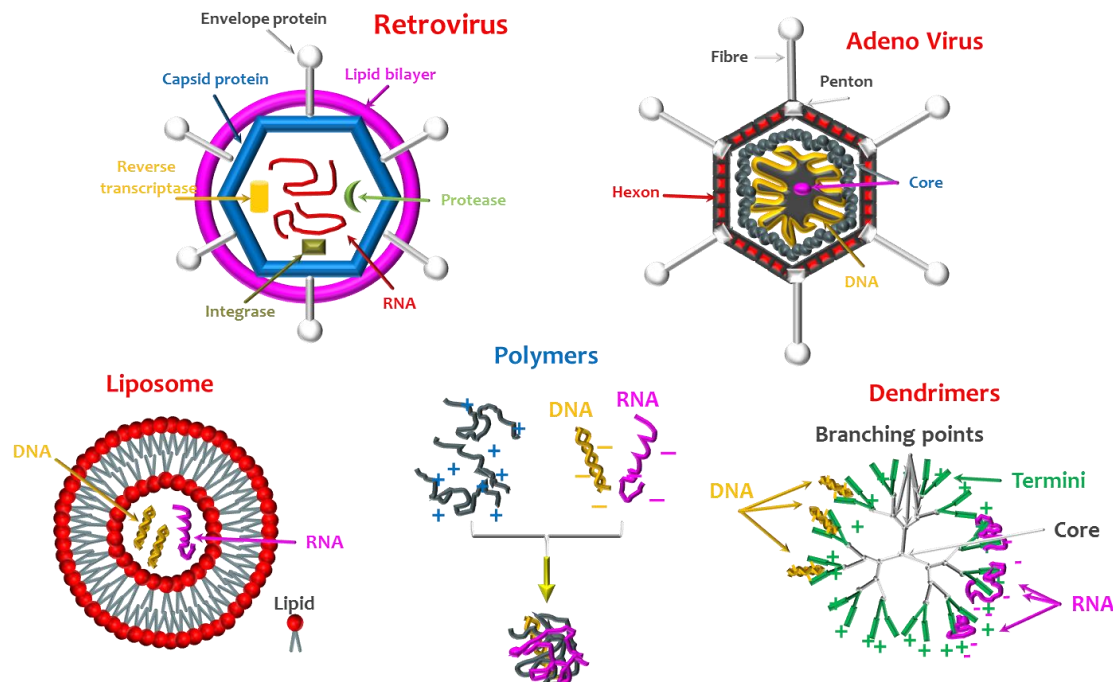 Envelope protein
Retrovirus
Capsid protein
Lipid bilayer
Reverse
transcriptase
Protease
Integrase
RNA
Adeno Virus
Fibre
Penton
Hexon
Core
DNA
Liposome
DNA
RNA
Lipid
Polymers
DNA
RNA
Dendrimers
Branching points
DNA
Termini
Core
RNA